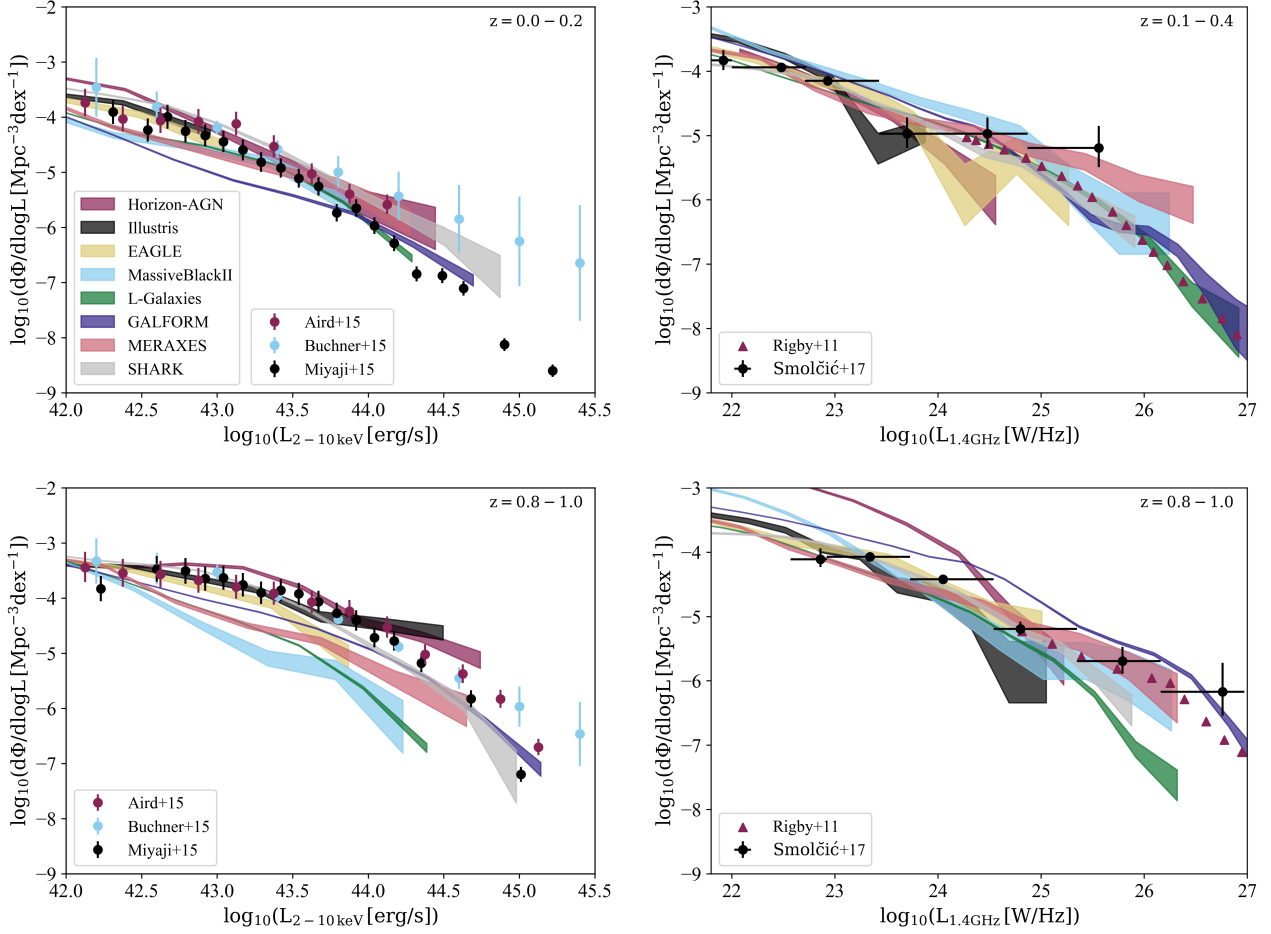 z = 0.0 − 0.2
−2
−3
−4
−5
−6
−7
−8
−9
log10(dΦ/dlogL [Mpc−3dex−1])
Horizon-AGN
Illustris
EAGLE
MassiveBlackII
L-Galaxies
GALFORM
MERAXES
SHARK
Aird+15
Buchner+15
Miyaji+15
42.0 42.5 43.0 43.5 44.0 44.5 45.0 45.5
log10(L2−10 keV [erg/s])
z = 0.1 − 0.4
−3
−4
−5
−6
−7
−8
−9
log10(dΦ/dlogL [Mpc−3dex−1])
Rigby+11
Smolčić+17
22 23 24 25 26 27
log10(L1.4GHz [W/Hz])
z = 0.8 − 1.0
−2
−3
−4
−5
−6
−7
−8
−9
log10(dΦ/dlogL [Mpc−3dex−1])
Aird+15
Buchner+15
Miyaji+15
42.0 42.5 43.0 43.5 44.0 44.5 45.0 45.5
log10(L2−10 keV [erg/s])
z = 0.8 − 1.0
−3
−4
−5
−6
−7
−8
−9
log10(dΦ/dlogL [Mpc−3dex−1])
Rigby+11
Smolčić+17
22 23 24 25 26 27
log10(L1.4GHz [W/Hz])